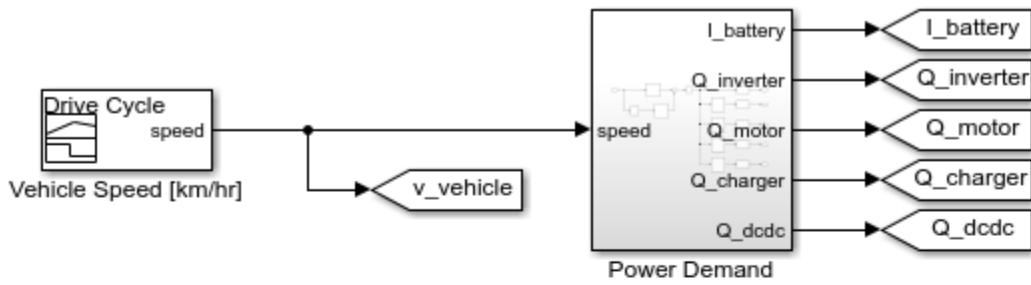 Drive Cycle
speed
Vehicle Speed [km/hr]
v_vehicle
speed
I_battery
Q_inverter
Q_motor
Q_charger
Q_dcdc
Power Demand
I_battery
Q_inverter
Q_motor
Q_charger
Q_dcdc